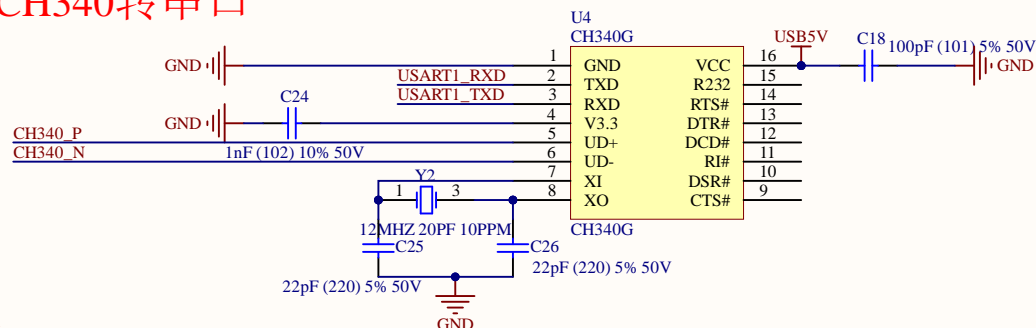 CH340转串口
U4
CH340G
USB5V
C18
100pF (101) 5% 50V
GND
1
GND
VCC
16
GND
USART1_RXD
2
TXD
R232
15
USART1_TXD
3
RXD
RTS#
14
C24
GND
4
V3.3
DTR#
13
CH340_P
5
UD+
DCD#
12
1nF (102) 10% 50V
CH340_N
6
UD-
RI#
11
7
XI
DSR#
10
Y2
1
3
8
XO
CTS#
9
12MHZ 20PF 10PPM
CH340G
C25
C26
22pF (220) 5% 50V
22pF (220) 5% 50V
GND